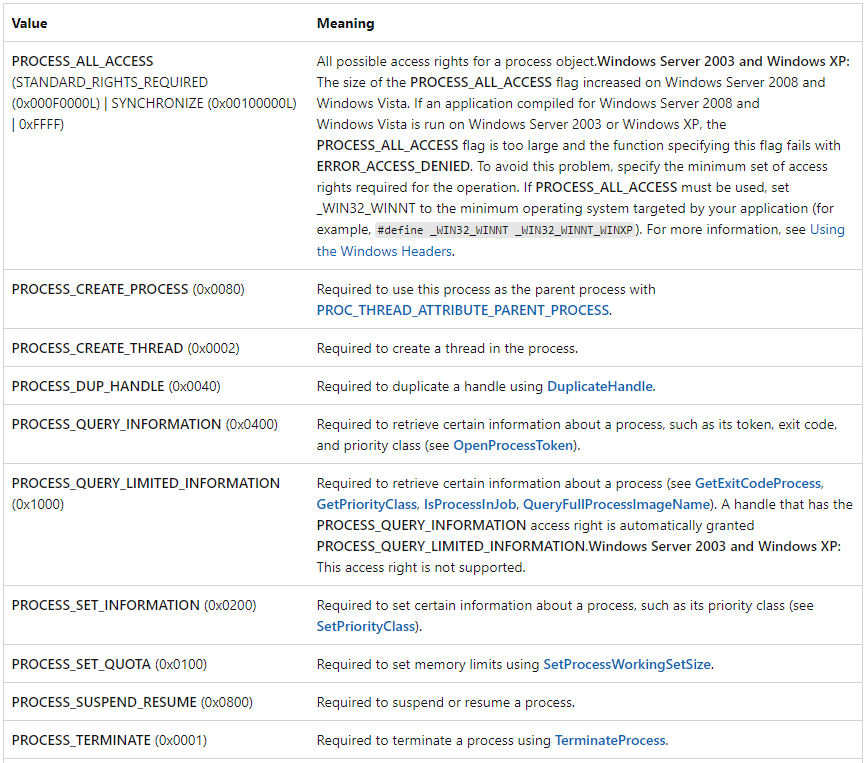 Value Meaning
PROCESS_ALL_ACCESS
(STANDARD_RIGHTS_REQUIRED
(0x000F0000L) | SYNCHRONIZE (0x00100000L)
| 0xFFFF)
All possible access rights for a process object.Windows Server 2003 and Windows XP:
The size of the PROCESS_ALL_ACCESS flag increased on Windows Server 2008 and
Windows Vista. If an application compiled for Windows Server 2008 and
Windows Vista is run on Windows Server 2003 or Windows XP, the
PROCESS_ALL_ACCESS flag is too large and the function specifying this flag fails with
ERROR_ACCESS_DENIED. To avoid this problem, specify the minimum set of access
rights required for the operation. If PROCESS_ALL_ACCESS must be used, set
_WIN32_WINNT to the minimum operating system targeted by your application (for
example, #define _WIN32_WINNT _WIN32_WINNT_WINXP). For more information, see Using
the Windows Headers.
PROCESS_CREATE_PROCESS (0x0080)
Required to use this process as the parent process with
PROC_THREAD_ATTRIBUTE_PARENT_PROCESS.
PROCESS_CREATE_THREAD (0x0002)
Required to create a thread in the process.
PROCESS_DUP_HANDLE (0x0040)
Required to duplicate a handle using DuplicateHandle.
PROCESS_QUERY_INFORMATION (0x0400)
Required to retrieve certain information about a process, such as its token, exit code,
and priority class (see OpenProcessToken).
PROCESS_QUERY_LIMITED_INFORMATION
(0x1000)
Required to retrieve certain information about a process (see GetExitCodeProcess,
GetPriorityClass, IsProcessInJob, QueryFullProcessImageName). A handle that has the
PROCESS_QUERY_INFORMATION access right is automatically granted
PROCESS_QUERY_LIMITED_INFORMATION.Windows Server 2003 and Windows XP:
This access right is not supported.
PROCESS_SET_INFORMATION (0x0200)
Required to set certain information about a process, such as its priority class (see
SetPriorityClass).
PROCESS_SET_QUOTA (0x0100)
Required to set memory limits using SetProcessWorkingSetSize.
PROCESS_SUSPEND_RESUME (0x0800)
Required to suspend or resume a process.
PROCESS_TERMINATE (0x0001)
Required to terminate a process using TerminateProcess.